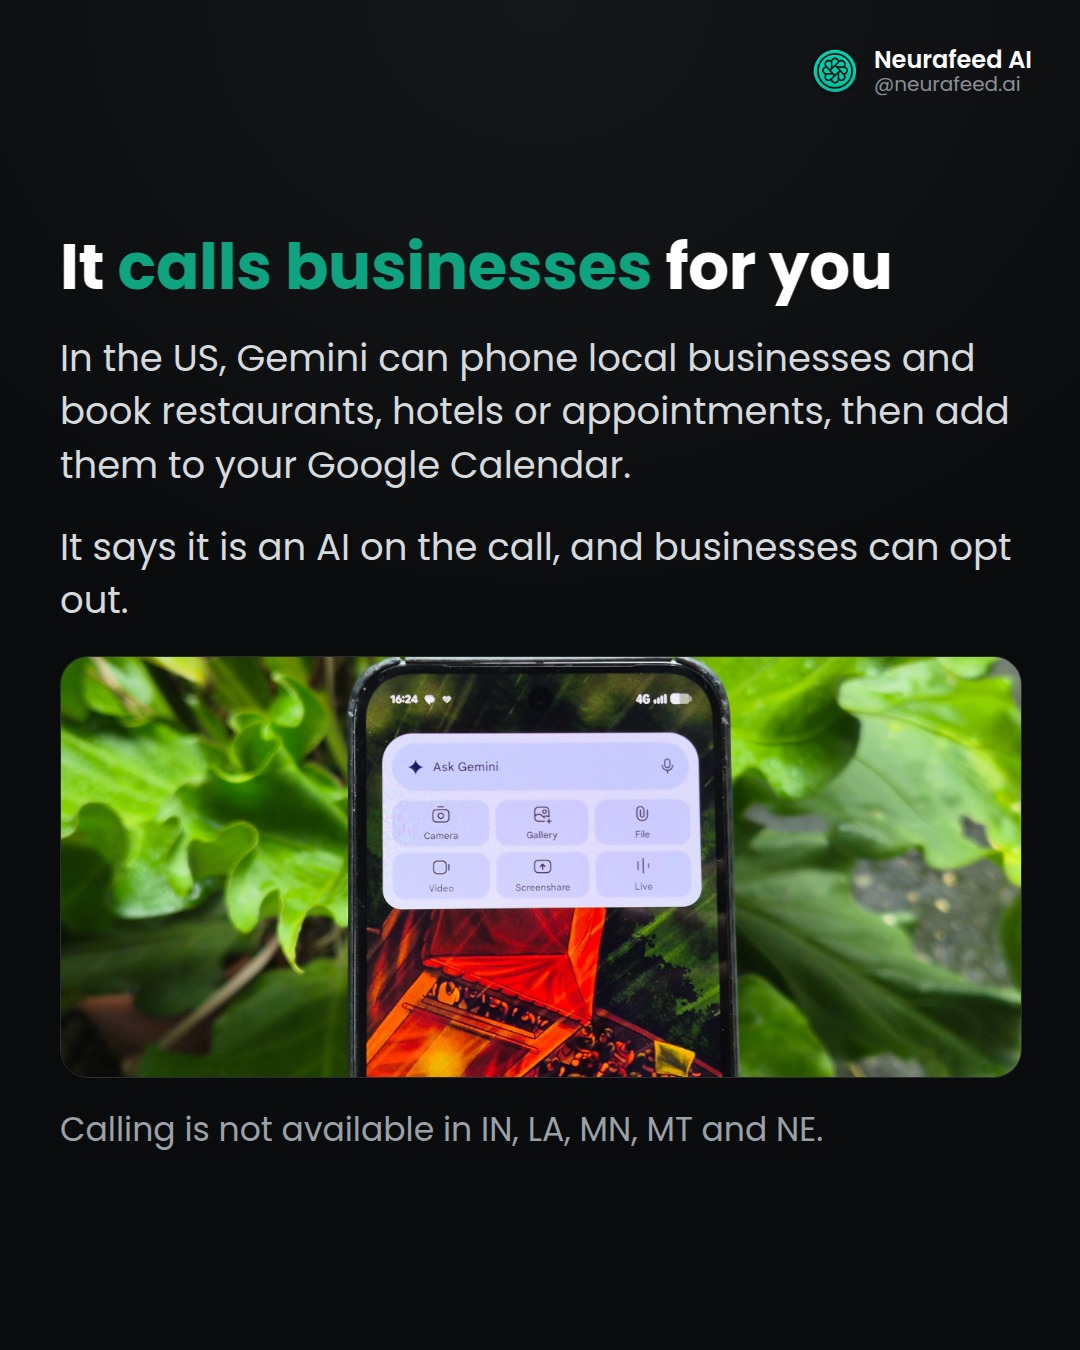 Neurafeed AI
@neurafeed.ai
It calls businesses for you
In the US, Gemini can phone local businesses and
book restaurants, hotels or appointments, then add
them to your Google Calendar.
It says it is an AI on the call, and businesses can opt
out.
16:24
4G
Ask Gemini
Camera
Gallery
File
Video
Screenshare
Live
Calling is not available in IN, LA, MN, MT and NE.